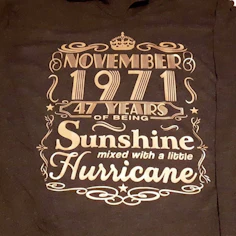 NOVEMBER
1971
47 YEARS
OF BEING
Sunshine
mixed with a little
Hurricane